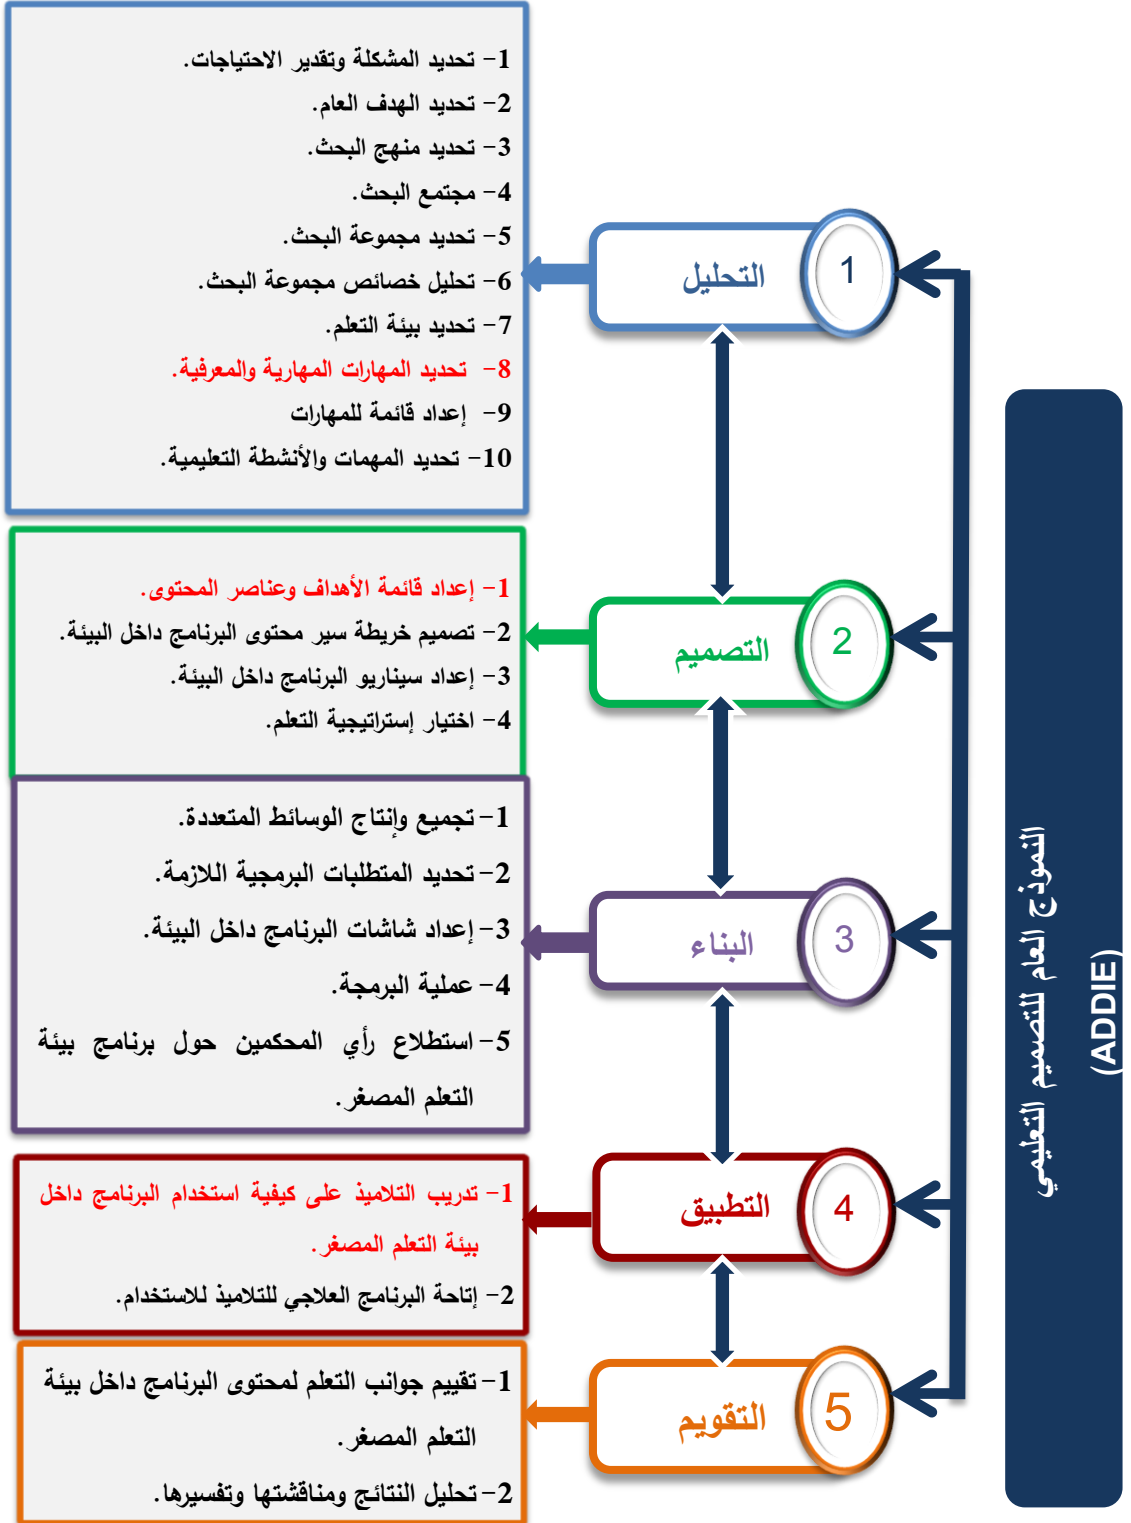 النموذج العام للتصميم التعليمي
(ADDIE)
1
التحليل
1- تحديد المشكلة وتقدير الاحتياجات.
2- تحديد الهدف العام.
3- تحديد منهج البحث.
4- مجتمع البحث.
5- تحديد مجموعة البحث.
6- تحليل خصائص مجموعة البحث.
7- تحديد بيئة التعلم.
8- تحديد المهارات المهارية والمعرفية.
9- إعداد قائمة للمهارات
10- تحديد المهمات والأنشطة التعليمية.
2
التصميم
1- إعداد قائمة الأهداف وعناصر المحتوى.
2- تصميم خريطة سير محتوى البرنامج داخل البيئة.
3- إعداد سيناريو البرنامج داخل البيئة.
4- اختيار إستراتيجية التعلم.
3
البناء
1- تجميع وإنتاج الوسائط المتعددة.
2- تحديد المتطلبات البرمجية اللازمة.
3- إعداد شاشات البرنامج داخل البيئة.
4- عملية البرمجة.
5- استطلاع رأي المحكمين حول برنامج بيئة
التعلم المصغر.
4
التطبيق
1- تدريب التلاميذ على كيفية استخدام البرنامج داخل
بيئة التعلم المصغر.
2- إتاحة البرنامج العلاجي للتلاميذ للاستخدام.
5
التقويم
1- تقييم جوانب التعلم لمحتوى البرنامج داخل بيئة
التعلم المصغر.
2- تحليل النتائج ومناقشتها وتفسيرها.